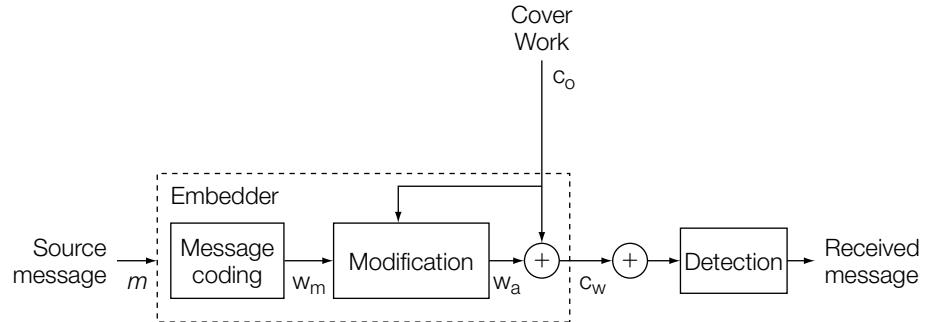 Cover
Work
c_o
Embedder
Source
message
m
Message
coding
w_m
Modification
w_a
+
c_w
+
Detection
Received
message